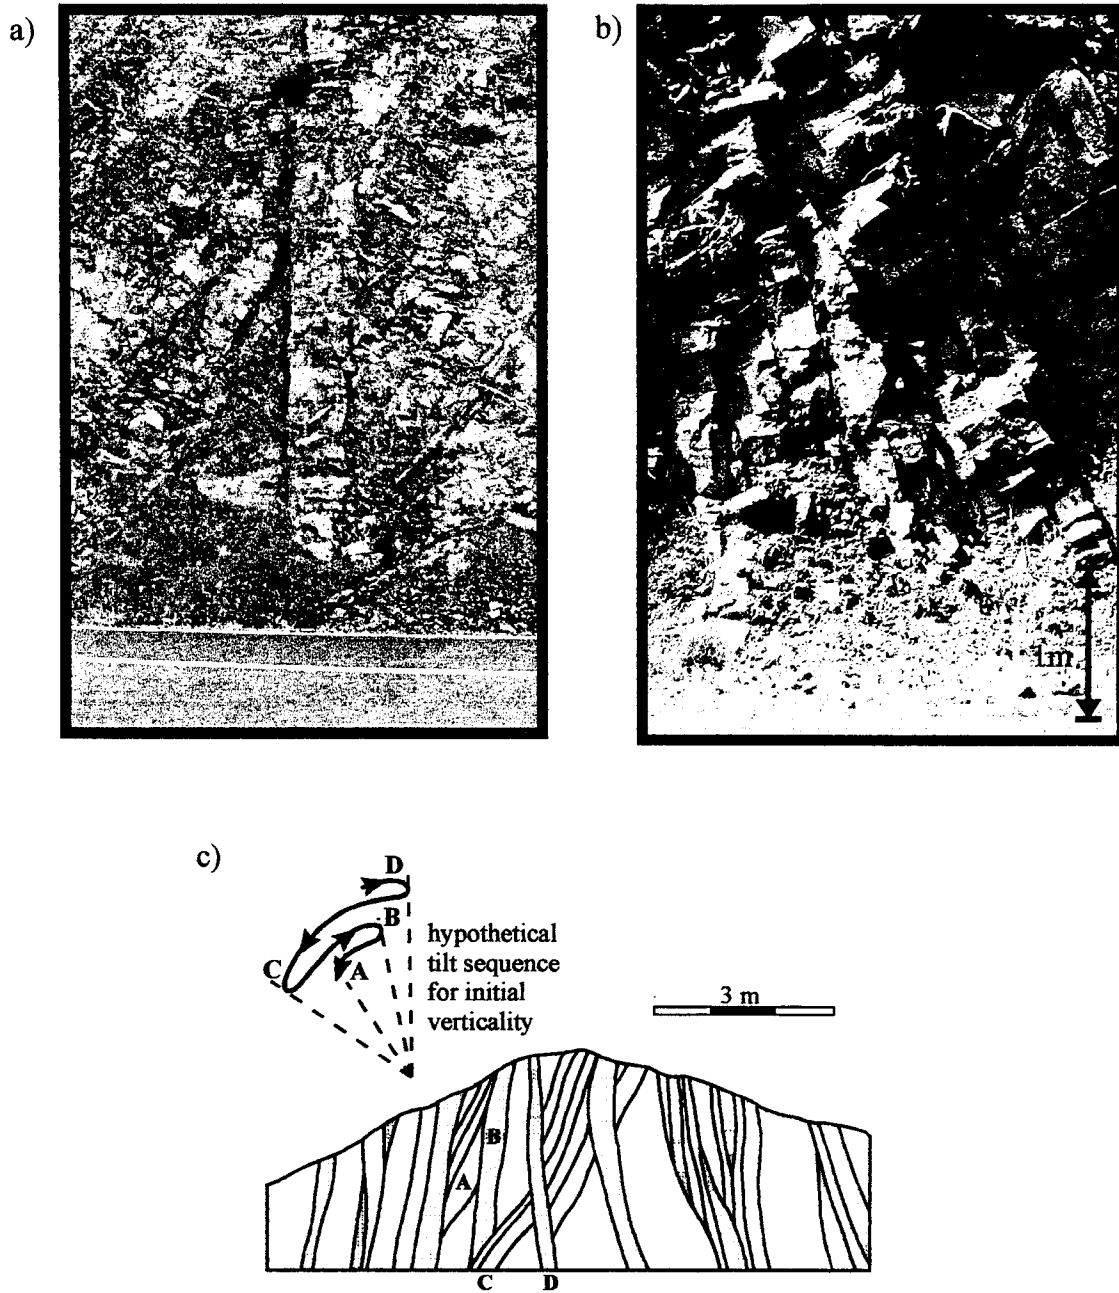 a)
b)
1m
c)
D
B
C
A
hypothetical
tilt sequence
for initial
verticality
3 m
B
A
C
D